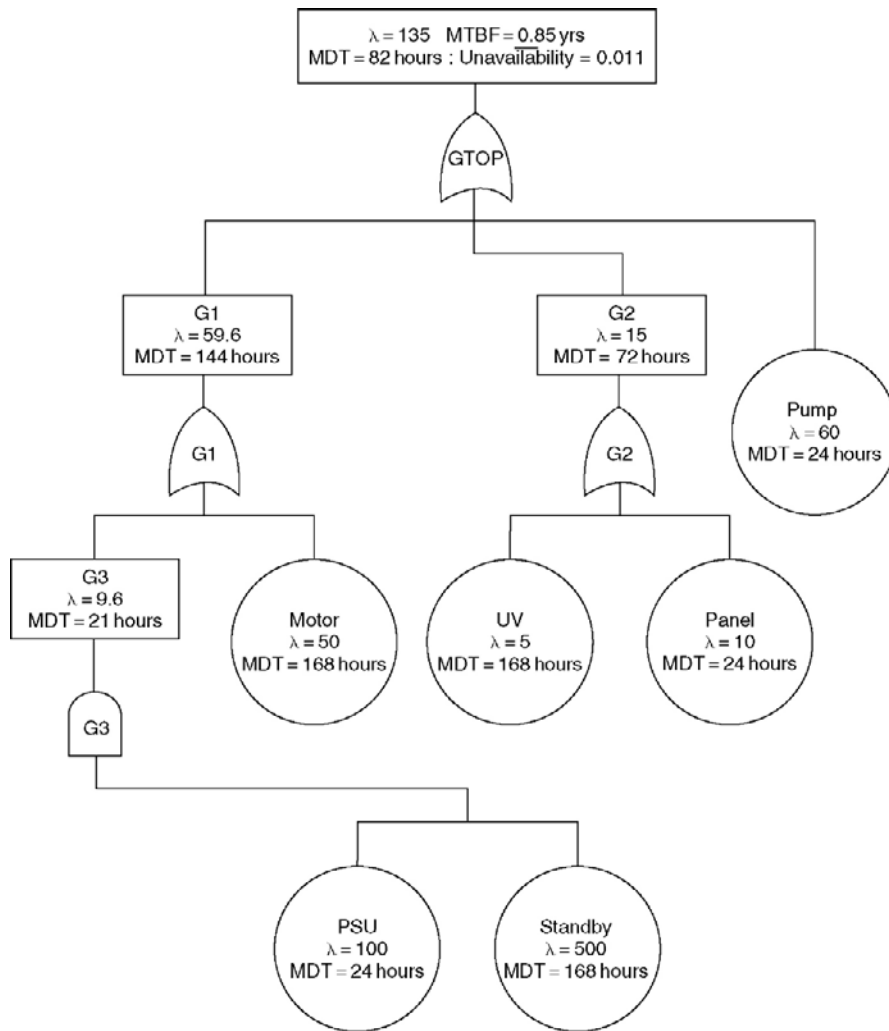 λ = 135 MTBF = 0.85 yrs
MDT = 82 hours : Unavailability = 0.011
GTOP
G1
λ = 59.6
MDT = 144 hours
G2
λ = 15
MDT = 72 hours
Pump
λ = 60
MDT = 24 hours
G1
G2
G3
λ = 9.6
MDT = 21 hours
Motor
λ = 50
MDT = 168 hours
UV
λ = 5
MDT = 168 hours
Panel
λ = 10
MDT = 24 hours
G3
PSU
λ = 100
MDT = 24 hours
Standby
λ = 500
MDT = 168 hours